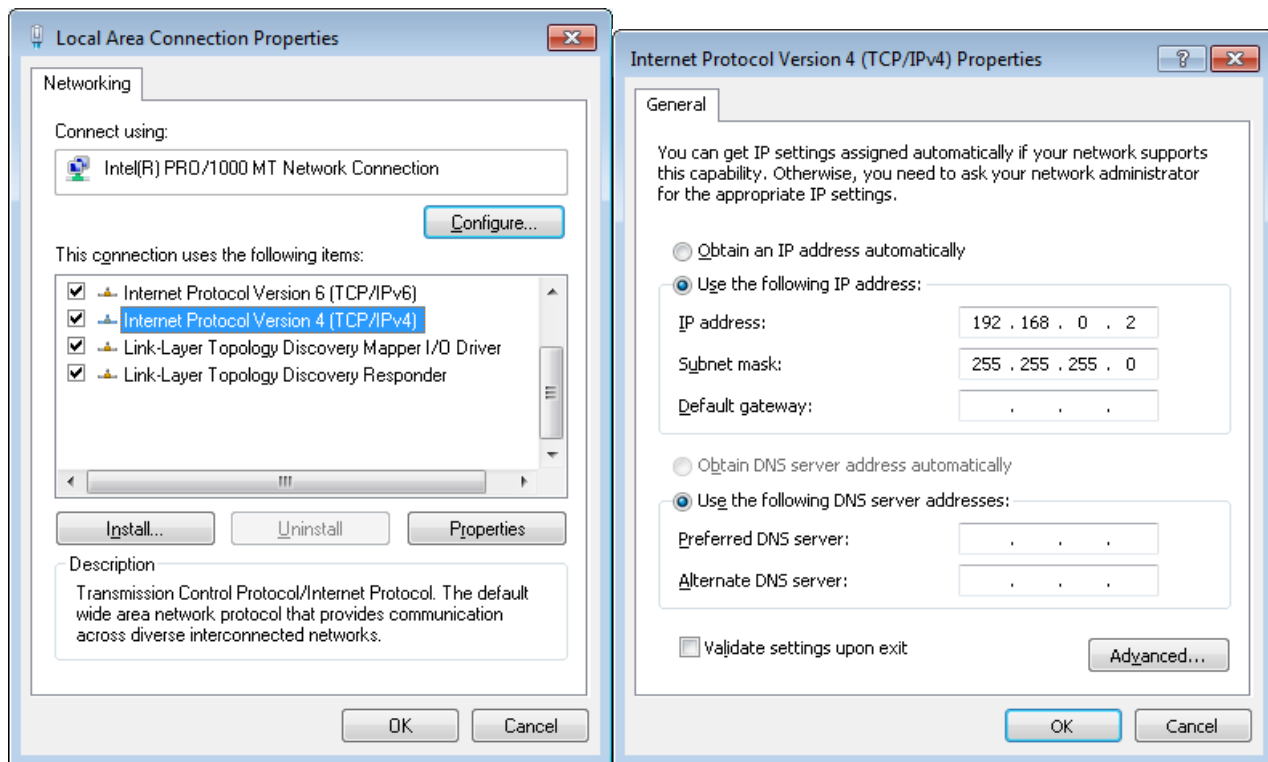 Local Area Connection Properties
Networking
Connect using:
Intel(R) PRO/1000 MT Network Connection
Configure...
This connection uses the following items:
Internet Protocol Version 6 (TCP/IPv6)
Internet Protocol Version 4 (TCP/IPv4)
Link-Layer Topology Discovery Mapper I/O Driver
Link-Layer Topology Discovery Responder
Install...
Uninstall
Properties
Description
Transmission Control Protocol/Internet Protocol. The default
wide area network protocol that provides communication
across diverse interconnected networks.
OK
Cancel
Internet Protocol Version 4 (TCP/IPv4) Properties
?
General
You can get IP settings assigned automatically if your network supports
this capability. Otherwise, you need to ask your network administrator
for the appropriate IP settings.
Obtain an IP address automatically
Use the following IP address:
IP address: 192 . 168 . 0 . 2
Subnet mask: 255 . 255 . 255 . 0
Default gateway: . . .
Obtain DNS server address automatically
Use the following DNS server addresses:
Preferred DNS server: . . .
Alternate DNS server: . . .
Validate settings upon exit
Advanced...
OK
Cancel